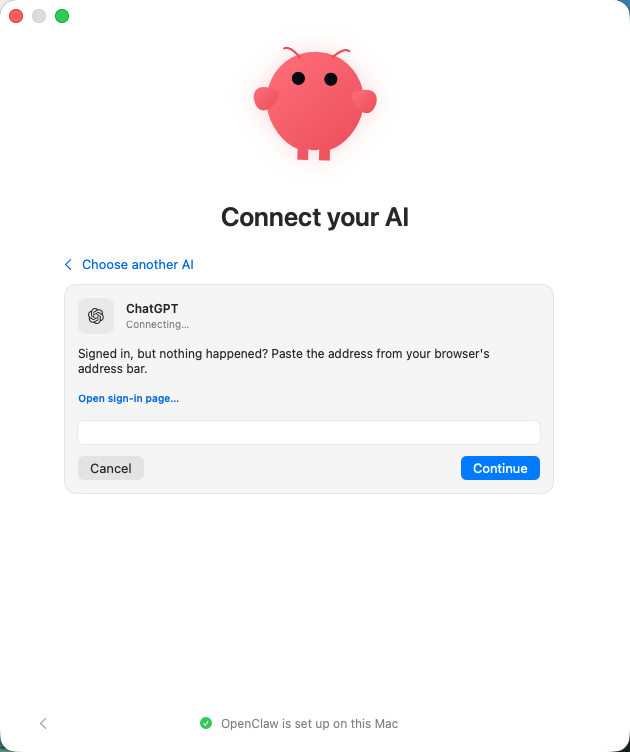 Connect your AI
Choose another AI
ChatGPT
Connecting...
Signed in, but nothing happened? Paste the address from your browser's
address bar.
Open sign-in page...
Cancel
Continue
OpenClaw is set up on this Mac